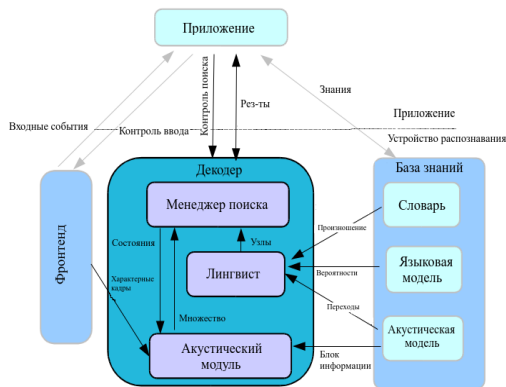 Приложение
Контроль поиска
Рез-ты
Знания
Приложение
Входные события
Контроль ввода
Устройство распознавания
Декодер
База знаний
Фронтенд
Менеджер поиска
Словарь
Произношение
Состояния
Узлы
Лингвист
Вероятности
Языковая
модель
Характерные
кадры
Переходы
Множество
Акустическая
модель
Акустический
модуль
Блок
информации